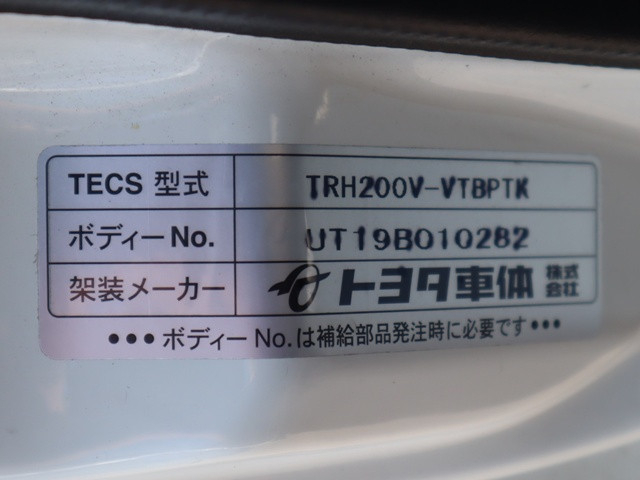 TECS 型式 TRH200V-VTBPTK
ボディーNo. UT19B010282
架装メーカー トヨタ車体 株式会社
•••ボディーNo.は補給部品発注時に必要です•••